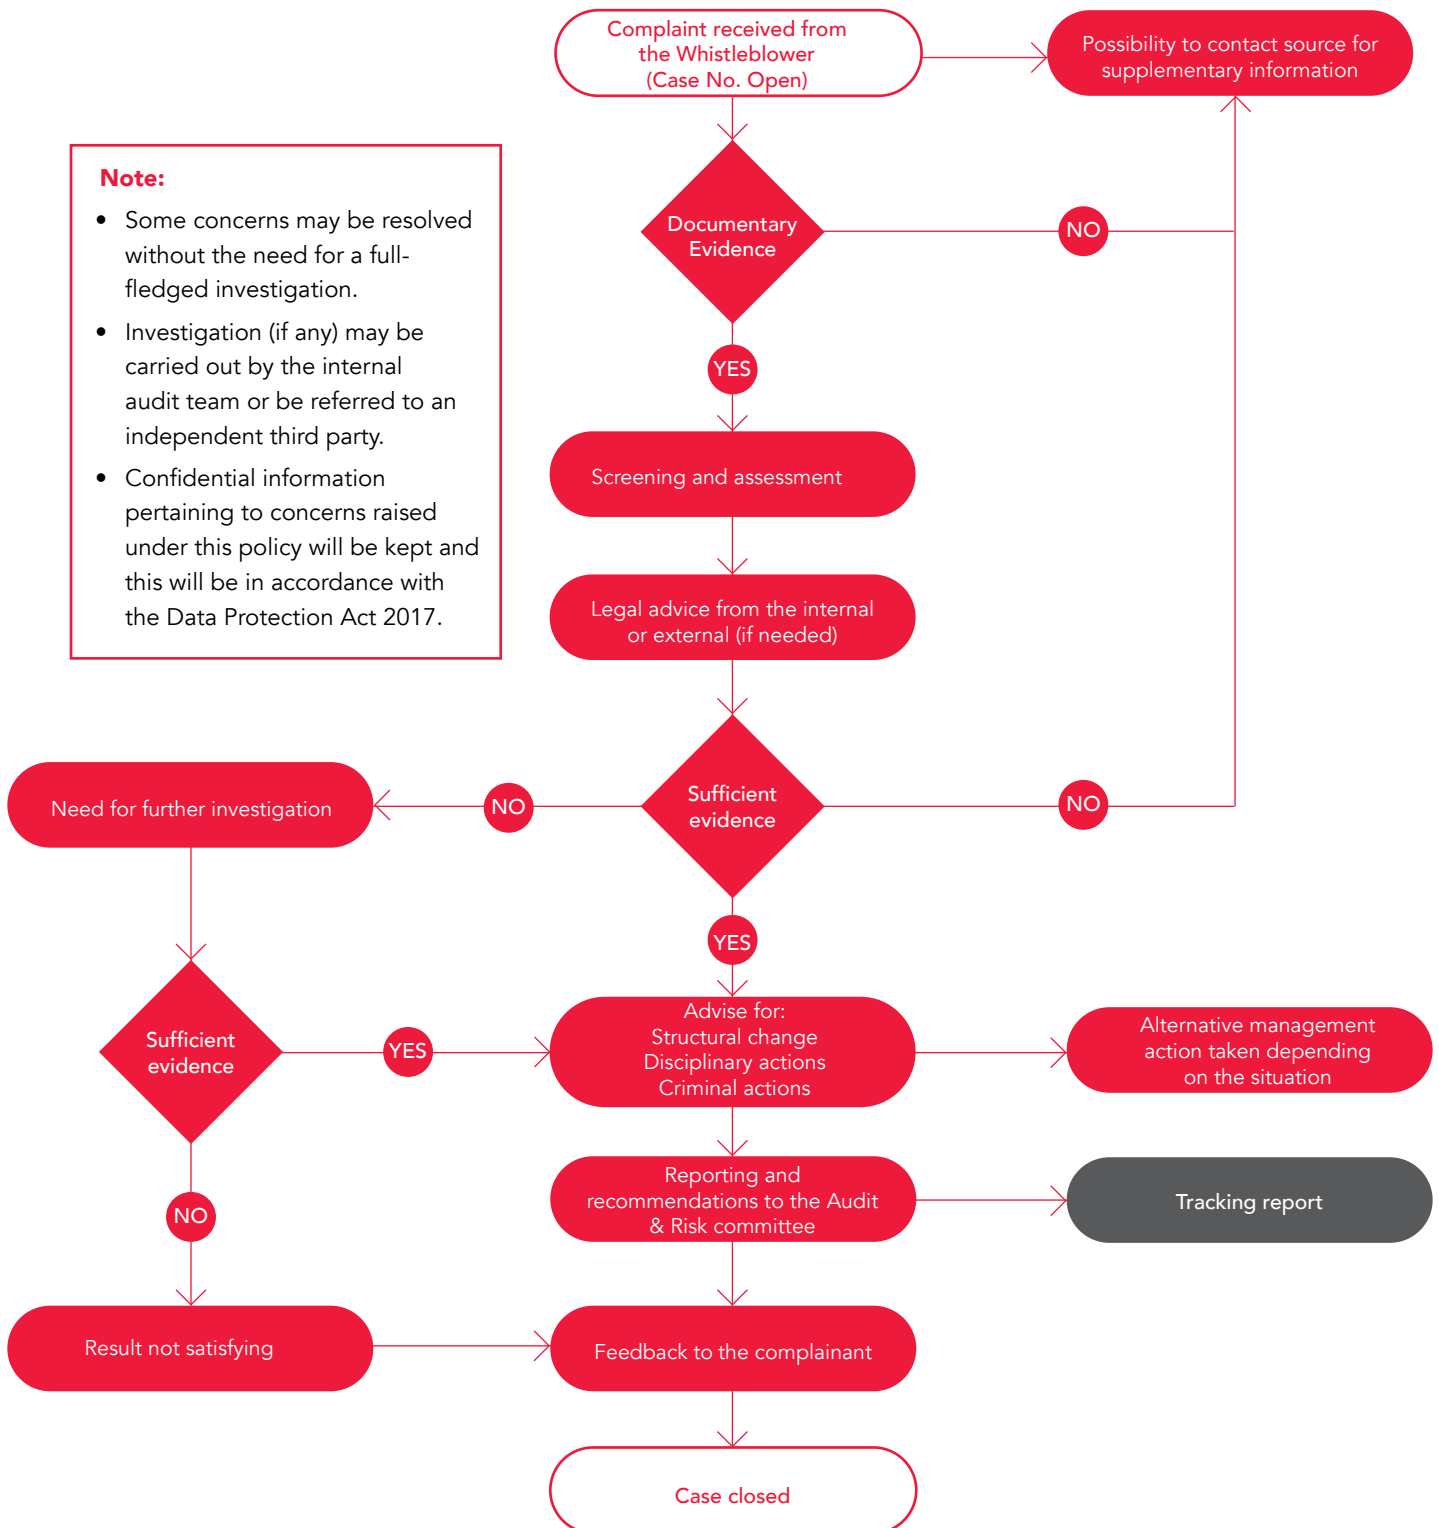 Complaint received from
the Whistleblower
(Case No. Open)
Possibility to contact source for
supplementary information
Note:
• Some concerns may be resolved
without the need for a full-
fledged investigation.
• Investigation (if any) may be
carried out by the internal
audit team or be referred to an
independent third party.
• Confidential information
pertaining to concerns raised
under this policy will be kept and
this will be in accordance with
the Data Protection Act 2017.
Documentary
Evidence
NO
YES
Screening and assessment
Legal advice from the internal
or external (if needed)
Need for further investigation
NO
Sufficient
evidence
NO
YES
Sufficient
evidence
YES
Advise for:
Structural change
Disciplinary actions
Criminal actions
Alternative management
action taken depending
on the situation
NO
Reporting and
recommendations to the Audit
& Risk committee
Tracking report
Result not satisfying
Feedback to the complainant
Case closed